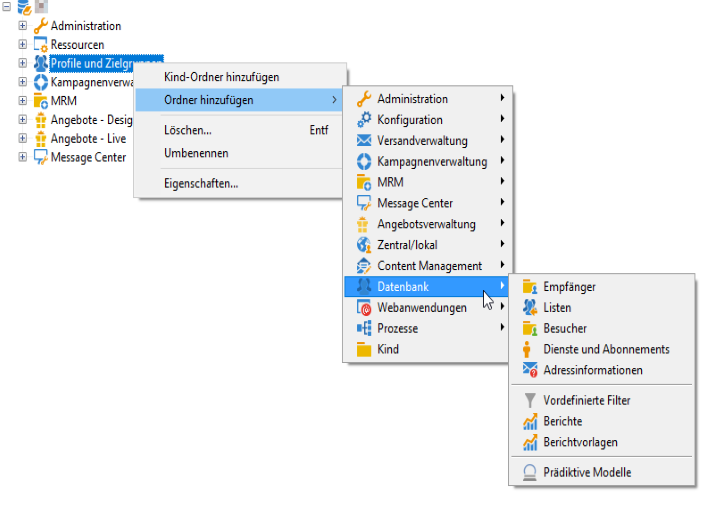 Administration
Ressourcen
Profile und Zielgruppen
Kampagnenverwa
MRM
Angebote - Desig
Angebote - Live
Message Center
Kind-Ordner hinzufügen
Ordner hinzufügen
Löschen... Entf
Umbenennen
Eigenschaften...
Administration
Konfiguration
Versandverwaltung
Kampagnenverwaltung
MRM
Message Center
Angebotsverwaltung
Zentral/lokal
Content Management
Datenbank
Webanwendungen
Prozesse
Kind
Empfänger
Listen
Besucher
Dienste und Abonnements
Adressinformationen
Vordefinierte Filter
Berichte
Berichtvorlagen
Prädiktive Modelle